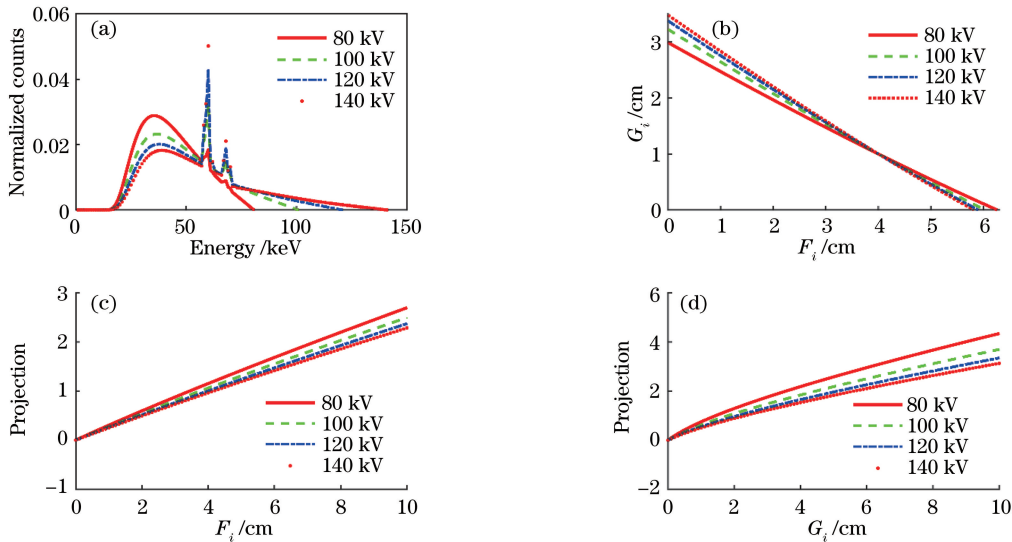 (a)
Normalized counts
0.06
0.04
0.02
0
0
50
100
150
Energy /keV
80 kV
100 kV
120 kV
140 kV
(b)
G_i /cm
3
2
1
0
0
1
2
3
4
5
6
F_i /cm
80 kV
100 kV
120 kV
140 kV
(c)
Projection
3
2
1
0
−1
0
2
4
6
8
10
F_i /cm
80 kV
100 kV
120 kV
140 kV
(d)
Projection
6
4
2
0
−2
0
2
4
6
8
10
G_i /cm
80 kV
100 kV
120 kV
140 kV